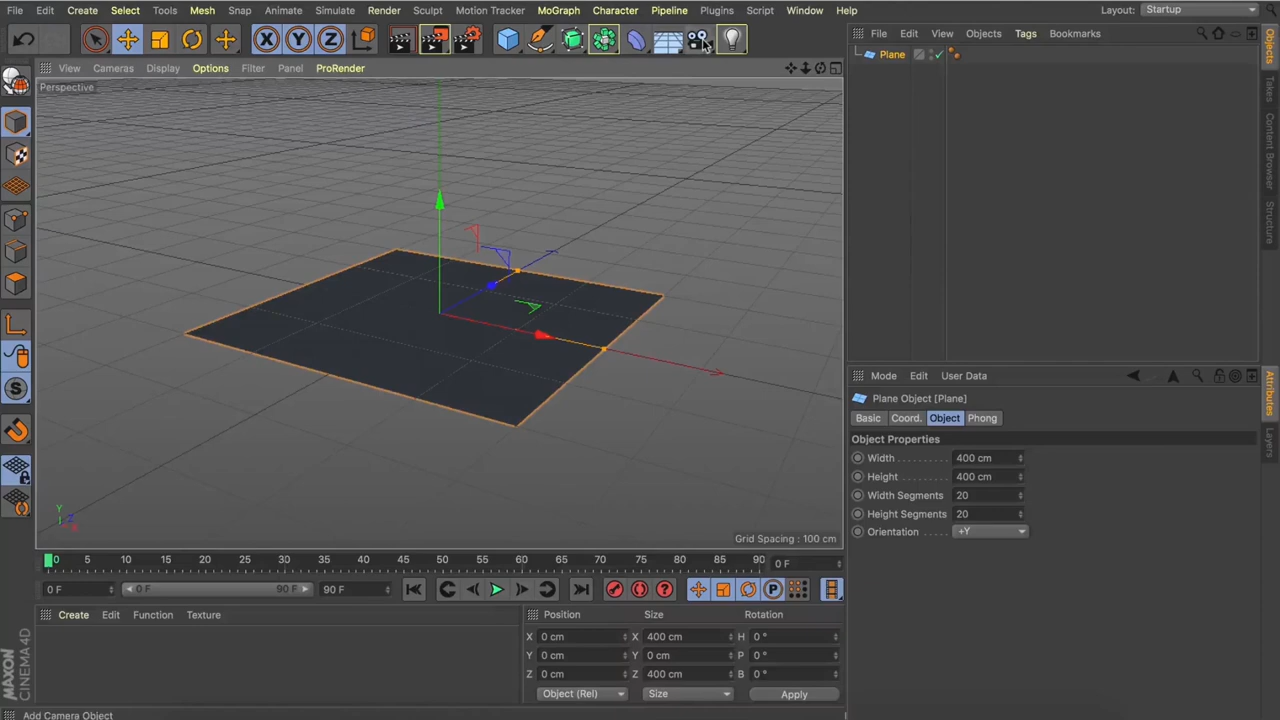 File Edit Create Select Tools Mesh Snap Animate Simulate Render Sculpt Motion Tracker MoGraph Character Pipeline Plugins Script Window Help Layout: Startup
X Y Z
File Edit View Objects Tags Bookmarks
Plane
View Cameras Display Options Filter Panel ProRender
Perspective
Objects
Takes
Content Browser
Structure
Mode Edit User Data
Plane Object [Plane]
Basic Coord. Object Phong
Object Properties
Width 400 cm
Height 400 cm
Width Segments 20
Height Segments 20
Orientation +Y
Attributes
Layers
S
Y
Z
X
Grid Spacing : 100 cm
0 5 10 15 20 25 30 35 40 45 50 55 60 65 70 75 80 85 90 0 F
0 F 0 F 90 F 90 F P
Create Edit Function Texture
Position Size Rotation
X 0 cm X 400 cm H 0 °
Y 0 cm Y 0 cm P 0 °
Z 0 cm Z 400 cm B 0 °
Object (Rel) Size Apply
MAXON
CINEMA 4D
Add Camera Object